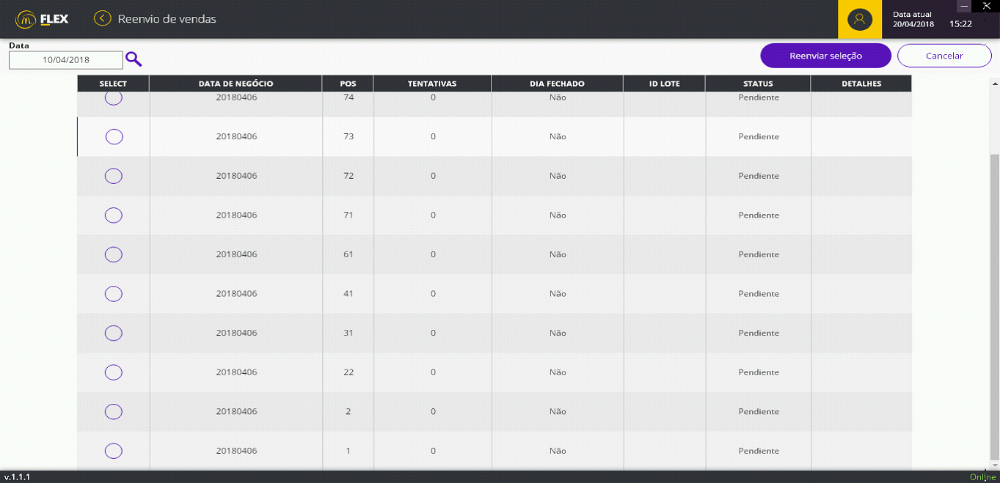 FLEX
Reenvio de vendas
Data atual
20/04/2018 15:22
Data
10/04/2018
Reenviar seleção Cancelar
SELECT DATA DE NEGÓCIO POS TENTATIVAS DIA FECHADO ID LOTE STATUS DETALHES
20180406 74 0 Não Pendiente
20180406 73 0 Não Pendiente
20180406 72 0 Não Pendiente
20180406 71 0 Não Pendiente
20180406 61 0 Não Pendiente
20180406 41 0 Não Pendiente
20180406 31 0 Não Pendiente
20180406 22 0 Não Pendiente
20180406 2 0 Não Pendiente
20180406 1 0 Não Pendiente
v.1.1.1 Online